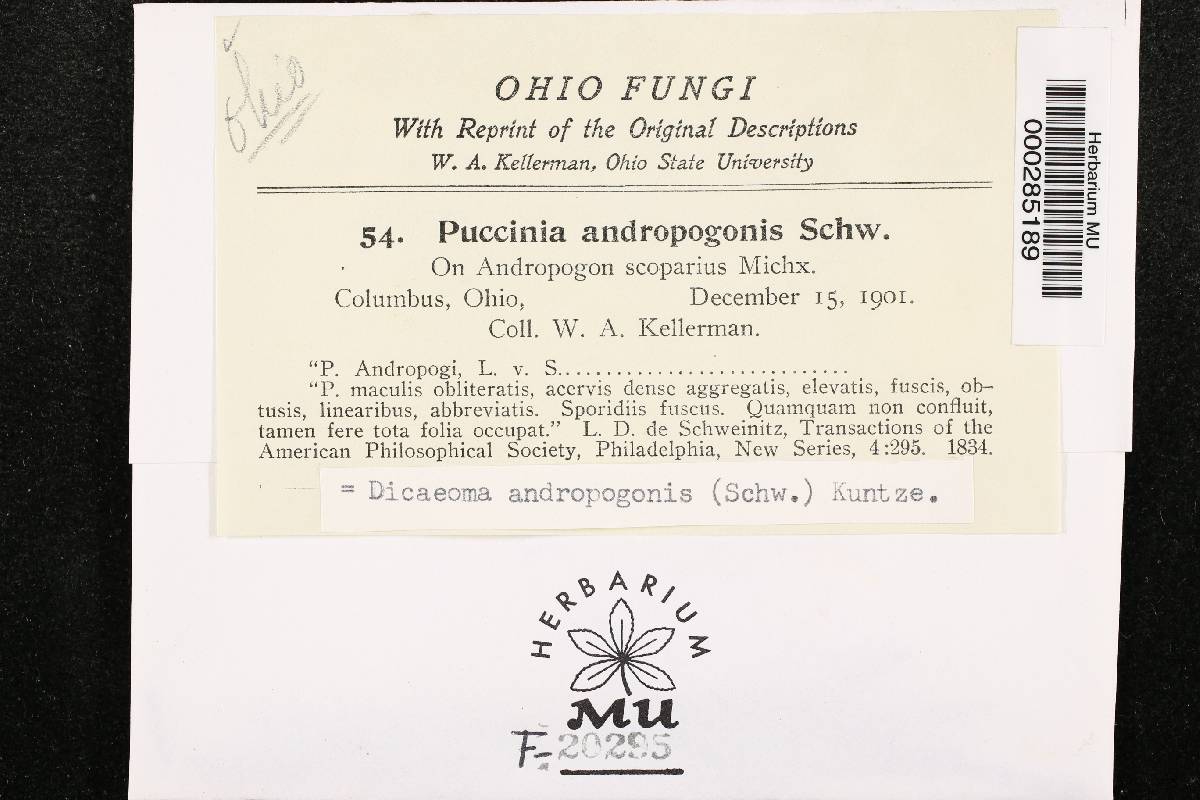 Ohio
OHIO FUNGI
With Reprint of the Original Descriptions
W. A. Kellerman, Ohio State University
54. Puccinia andropogonis Schw.
On Andropogon scoparius Michx.
Columbus, Ohio, December 15, 1901.
Coll. W. A. Kellerman.
"P. Andropogi, L. v. S.............................
"P. maculis obliteratis, acervis dense aggregatis, elevatis, fuscis, ob-
tusis, linearibus, abbreviatis. Sporidiis fuscus. Quamquam non confluit,
tamen fere tota folia occupat." L. D. de Schweinitz, Transactions of the
American Philosophical Society, Philadelphia, New Series, 4:295. 1834.
= Dicaeoma andropogonis (Schw.) Kuntze.
Herbarium MU
000285189
HERBARIUM
MU
F-20295